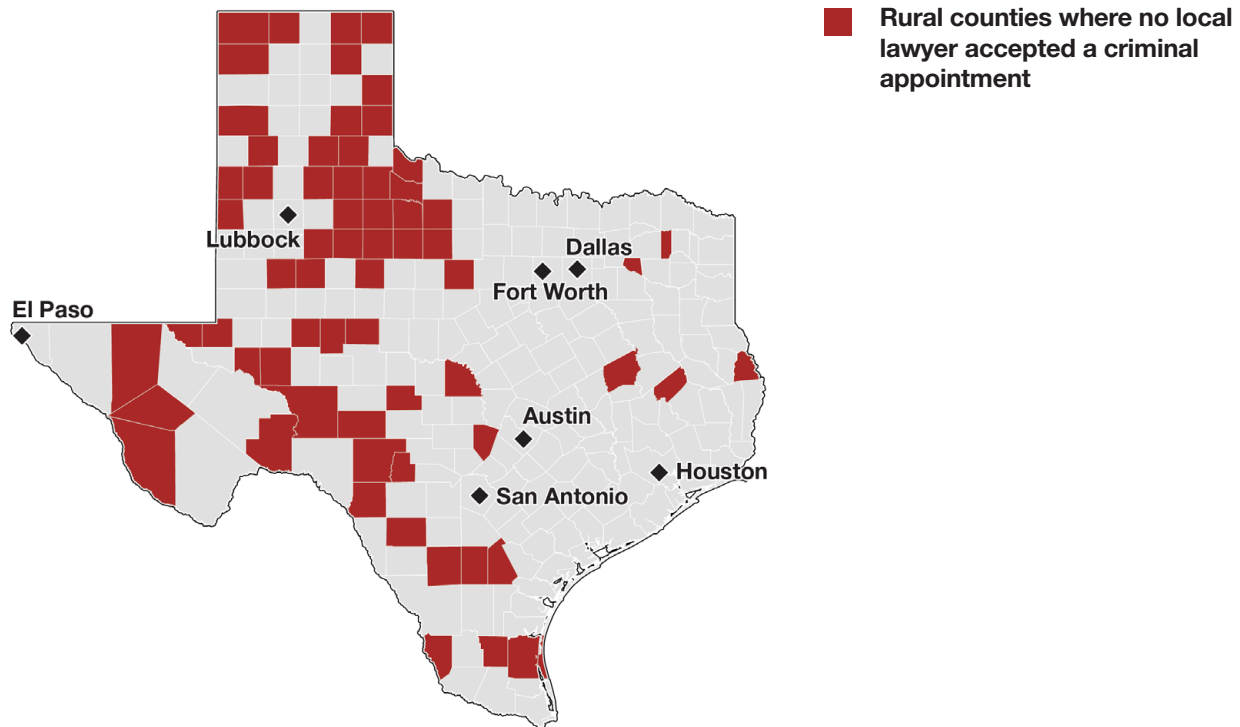 Rural counties where no local
lawyer accepted a criminal
appointment
Lubbock
Dallas
Fort Worth
El Paso
Austin
Houston
San Antonio